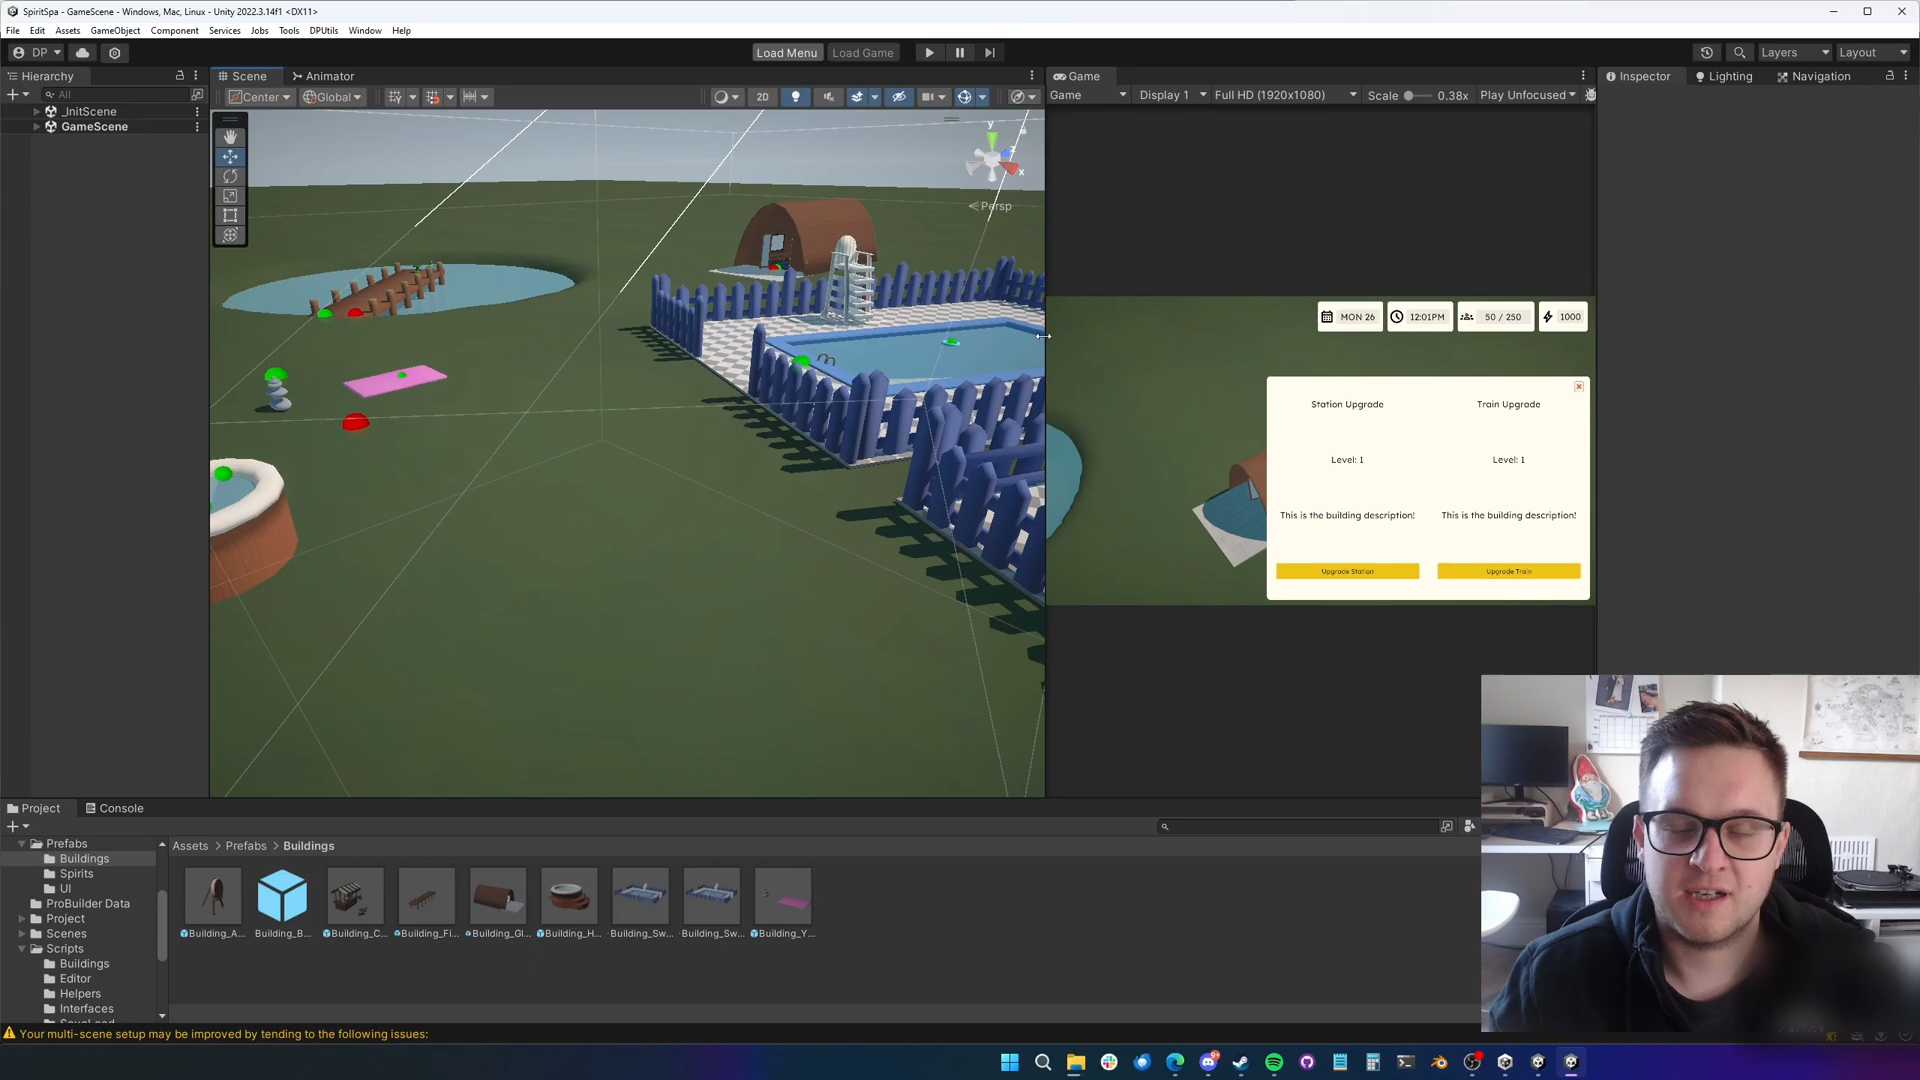 SpiritSpa - GameScene - Windows, Mac, Linux - Unity 2022.3.14f1 <DX11>
File Edit Assets GameObject Component Services Jobs Tools DPUtils Window Help
DP
Load Menu Load Game
Layers Layout
Hierarchy
All
_InitScene
GameScene
Scene Animator
Center Global
2D
y
z
x
Persp
Game
Game Display 1 Full HD (1920x1080) Scale 0.38x Play Unfocused
MON 26 12:01PM 50 / 250 1000
Station Upgrade Train Upgrade
Level: 1 Level: 1
This is the building description! This is the building description!
Upgrade Station Upgrade Train
Inspector Lighting Navigation
Project Console
Prefabs
Buildings
Spirits
UI
ProBuilder Data
Project
Scenes
Scripts
Buildings
Editor
Helpers
Interfaces
Assets > Prefabs > Buildings
Building_A... Building_B... Building_C... Building_Fi... Building_Gl... Building_H... Building_Sw... Building_Sw... Building_Y...
Your multi-scene setup may be improved by tending to the following issues: